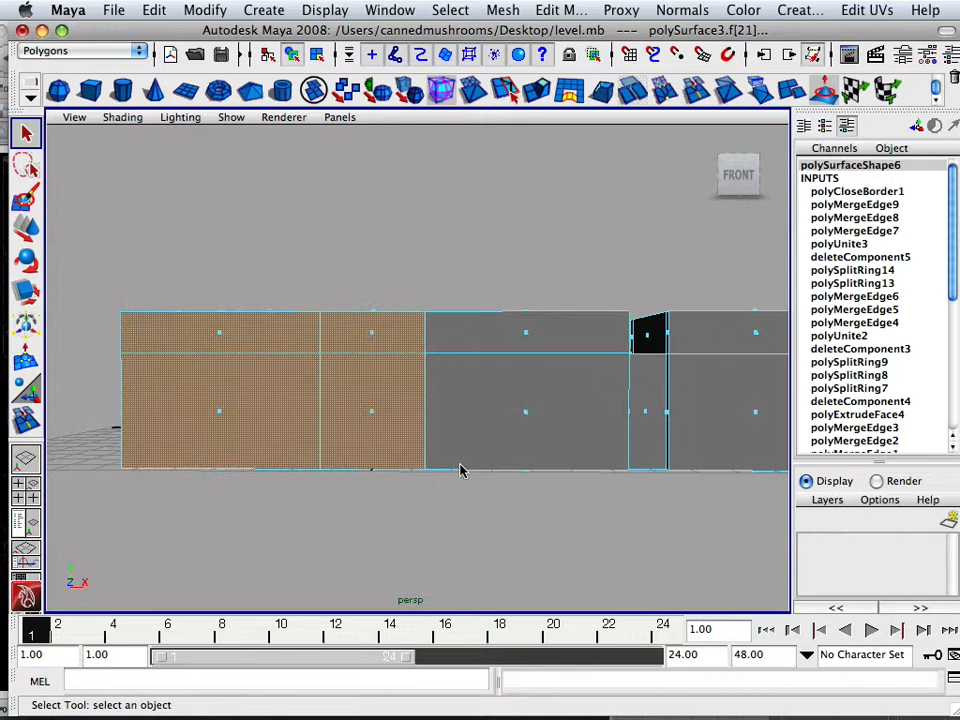 Maya File Edit Modify Create Display Window Select Mesh Edit M... Proxy Normals Color Creat... Edit UVs Help
Autodesk Maya 2008: /Users/cannedmushrooms/Desktop/level.mb --- polySurface3.f[21]...
Polygons
View Shading Lighting Show Renderer Panels
Channels Object
polySurfaceShape6
INPUTS
polyCloseBorder1
polyMergeEdge9
polyMergeEdge8
polyMergeEdge7
polyUnite3
deleteComponent5
polySplitRing14
polySplitRing13
polyMergeEdge6
polyMergeEdge5
polyMergeEdge4
polyUnite2
deleteComponent3
polySplitRing9
polySplitRing8
polySplitRing7
deleteComponent4
polyExtrudeFace4
polyMergeEdge3
polyMergeEdge2
FRONT
Display Render
Layers Options Help
<< >>
Z X
persp
1 2 4 6 8 10 12 14 16 18 20 22 24 1.00
1.00 1.00 1 24 24.00 48.00 No Character Set
MEL
Select Tool: select an object